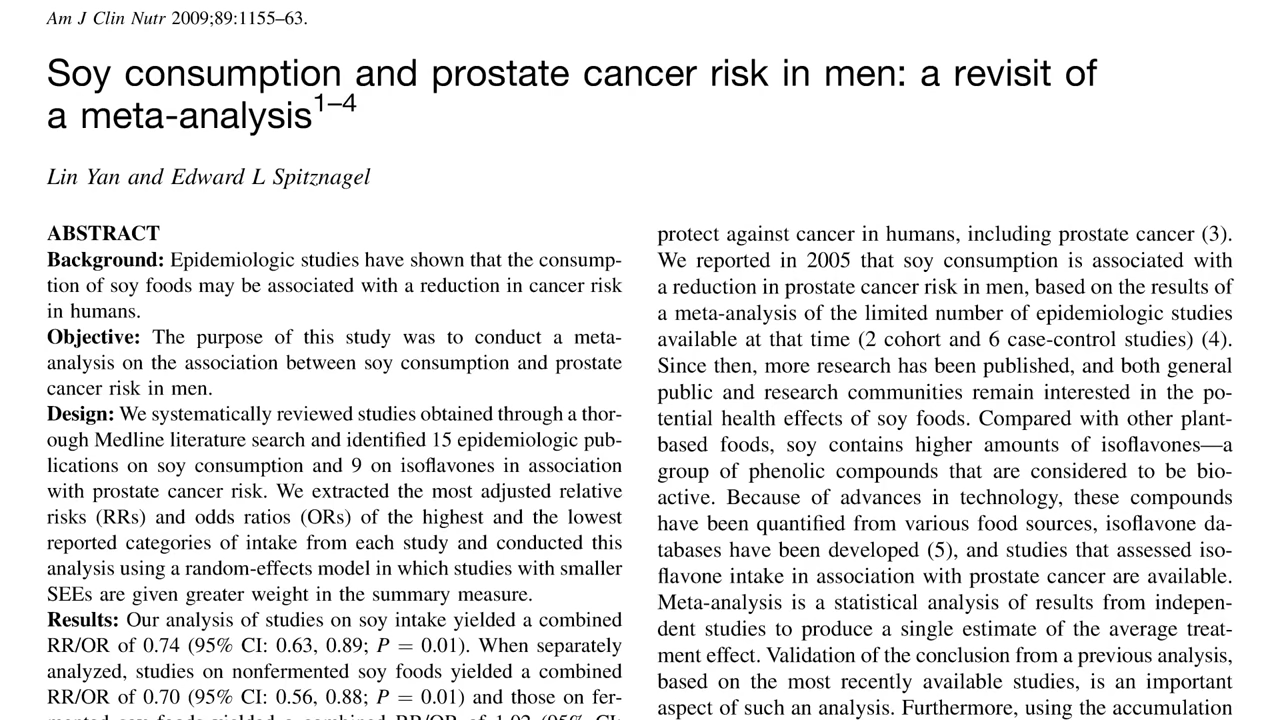 Am J Clin Nutr 2009;89:1155–63.
Soy consumption and prostate cancer risk in men: a revisit of
a meta-analysis1–4
Lin Yan and Edward L Spitznagel
ABSTRACT
Background: Epidemiologic studies have shown that the consump-
tion of soy foods may be associated with a reduction in cancer risk
in humans.
Objective: The purpose of this study was to conduct a meta-
analysis on the association between soy consumption and prostate
cancer risk in men.
Design: We systematically reviewed studies obtained through a thor-
ough Medline literature search and identified 15 epidemiologic pub-
lications on soy consumption and 9 on isoflavones in association
with prostate cancer risk. We extracted the most adjusted relative
risks (RRs) and odds ratios (ORs) of the highest and the lowest
reported categories of intake from each study and conducted this
analysis using a random-effects model in which studies with smaller
SEEs are given greater weight in the summary measure.
Results: Our analysis of studies on soy intake yielded a combined
RR/OR of 0.74 (95% CI: 0.63, 0.89; P = 0.01). When separately
analyzed, studies on nonfermented soy foods yielded a combined
RR/OR of 0.70 (95% CI: 0.56, 0.88; P = 0.01) and those on fer-
mented soy foods yielded a combined RR/OR of 1.02 (95% CI:
protect against cancer in humans, including prostate cancer (3).
We reported in 2005 that soy consumption is associated with
a reduction in prostate cancer risk in men, based on the results of
a meta-analysis of the limited number of epidemiologic studies
available at that time (2 cohort and 6 case-control studies) (4).
Since then, more research has been published, and both general
public and research communities remain interested in the po-
tential health effects of soy foods. Compared with other plant-
based foods, soy contains higher amounts of isoflavones—a
group of phenolic compounds that are considered to be bio-
active. Because of advances in technology, these compounds
have been quantified from various food sources, isoflavone da-
tabases have been developed (5), and studies that assessed iso-
flavone intake in association with prostate cancer are available.
Meta-analysis is a statistical analysis of results from indepen-
dent studies to produce a single estimate of the average treat-
ment effect. Validation of the conclusion from a previous analysis,
based on the most recently available studies, is an important
aspect of such an analysis. Furthermore, using the accumulation